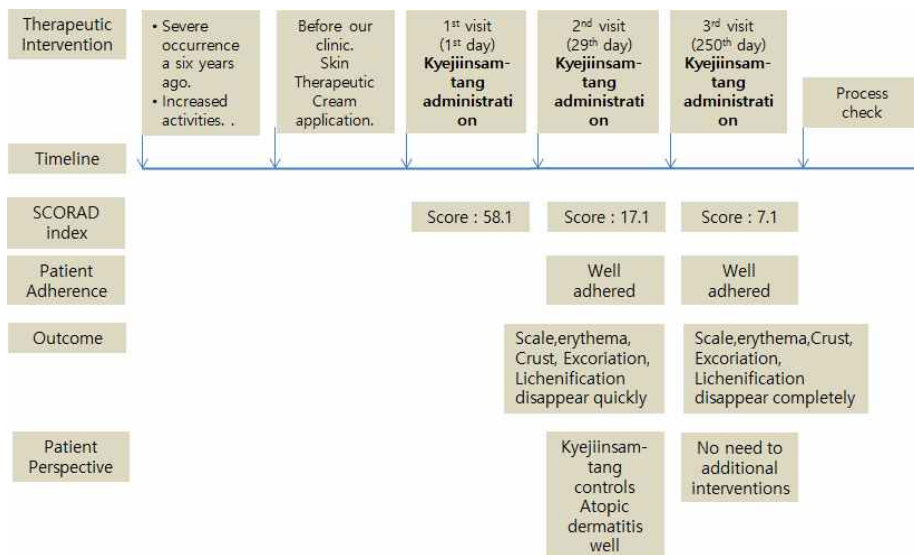 Therapeutic
Intervention
• Severe
occurrence
a six years
ago.
• Increased
activities. .
Before our
clinic.
Skin
Therapeutic
Cream
application.
1st visit
(1st day)
Kyejiinsam-
tang
administrati
on
2nd visit
(29th day)
Kyejiinsam-
tang
administrati
on
3rd visit
(250th day)
Kyejiinsam-
tang
administrati
on
Process
check
Timeline
SCORAD
index
Score : 58.1
Score : 17.1
Score : 7.1
Patient
Adherence
Well
adhered
Well
adhered
Outcome
Scale,erythema,
Crust, Excoriation,
Lichenification
disappear quickly
Scale,erythema,Crust,
Excoriation,
Lichenification
disappear completely
Patient
Perspective
Kyejiinsam-
tang
controls
Atopic
dermatitis
well
No need to
additional
interventions